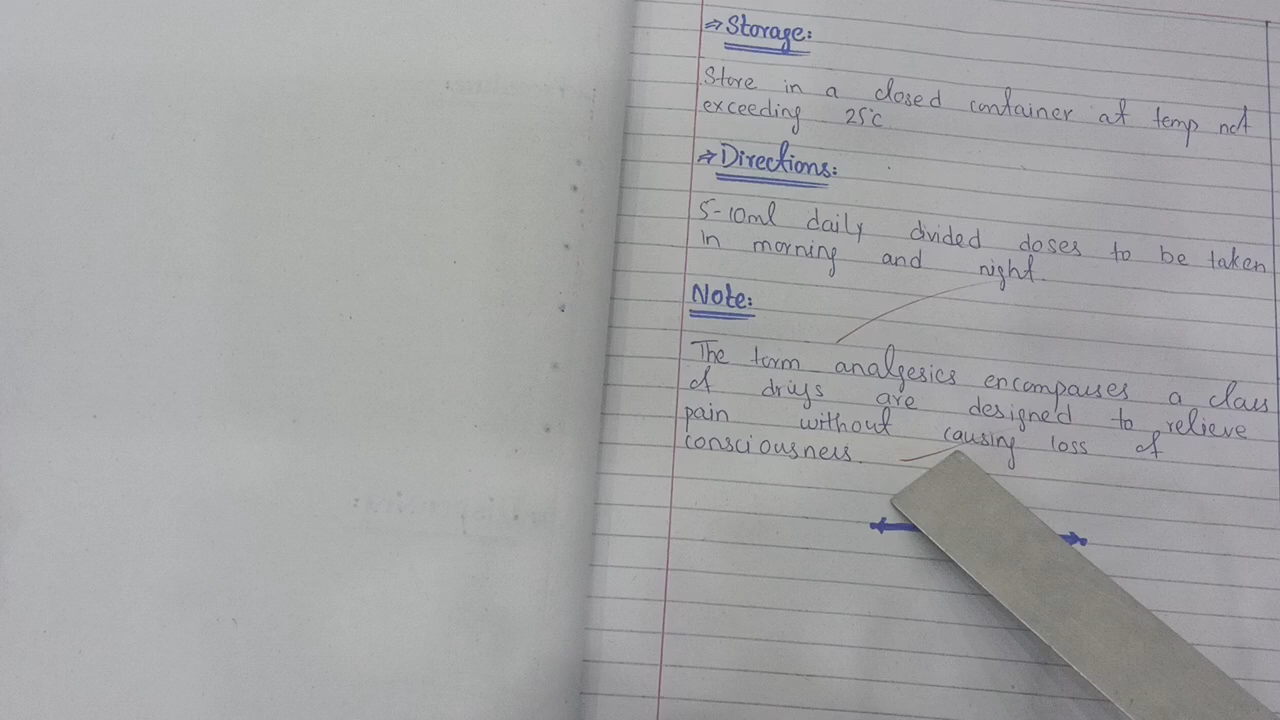 ⇒ Storage:
Store in a closed container at temp not
exceeding 25°C
⇒ Directions:
5-10ml daily divided doses to be taken
in morning and night.
Note:
The term analgesics encompasses a class
of drugs are designed to relieve
pain without causing loss of
consciousness.